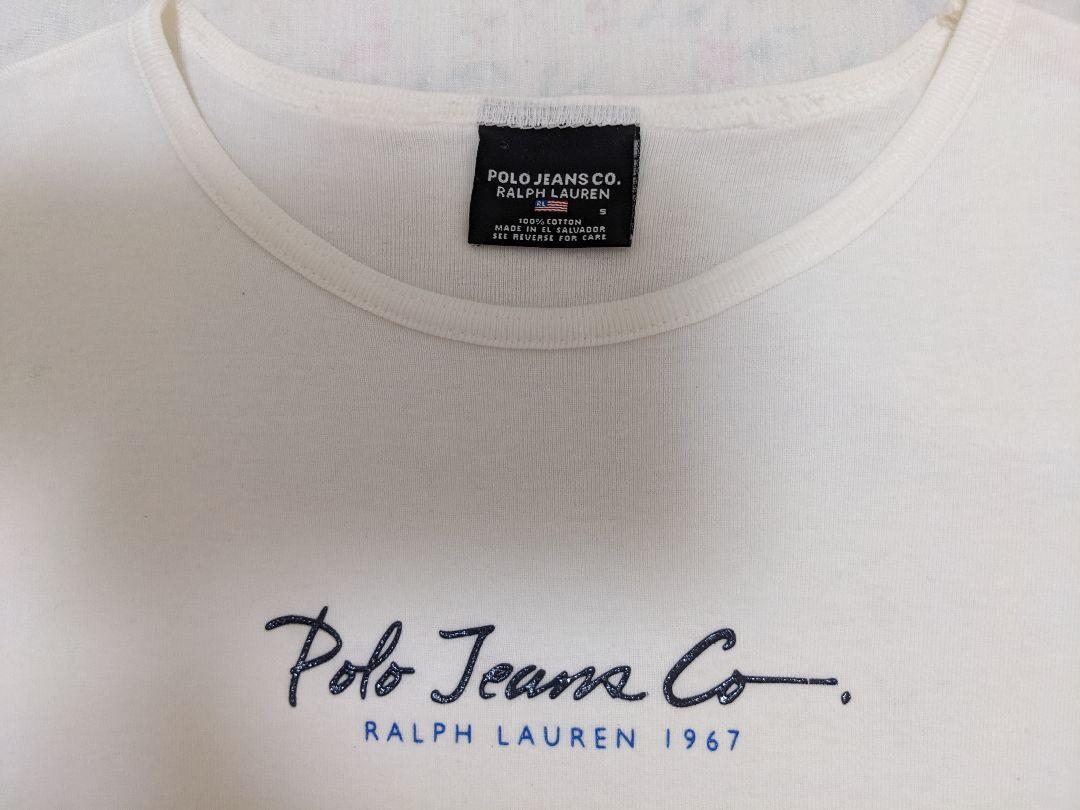 POLO JEANS CO.
RALPH LAUREN
RL
S
100% COTTON
MADE IN EL SALVADOR
SEE REVERSE FOR CARE
Polo Jeans Co.
RALPH LAUREN 1967